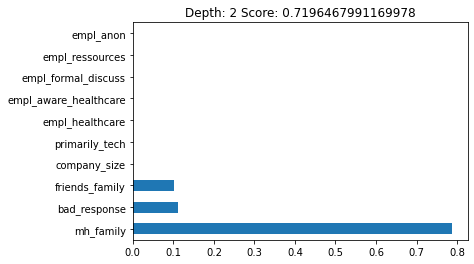 Depth: 2 Score: 0.7196467991169978
empl_anon
empl_ressources
empl_formal_discuss
empl_aware_healthcare
empl_healthcare
primarily_tech
company_size
friends_family
bad_response
mh_family
0.0 0.1 0.2 0.3 0.4 0.5 0.6 0.7 0.8